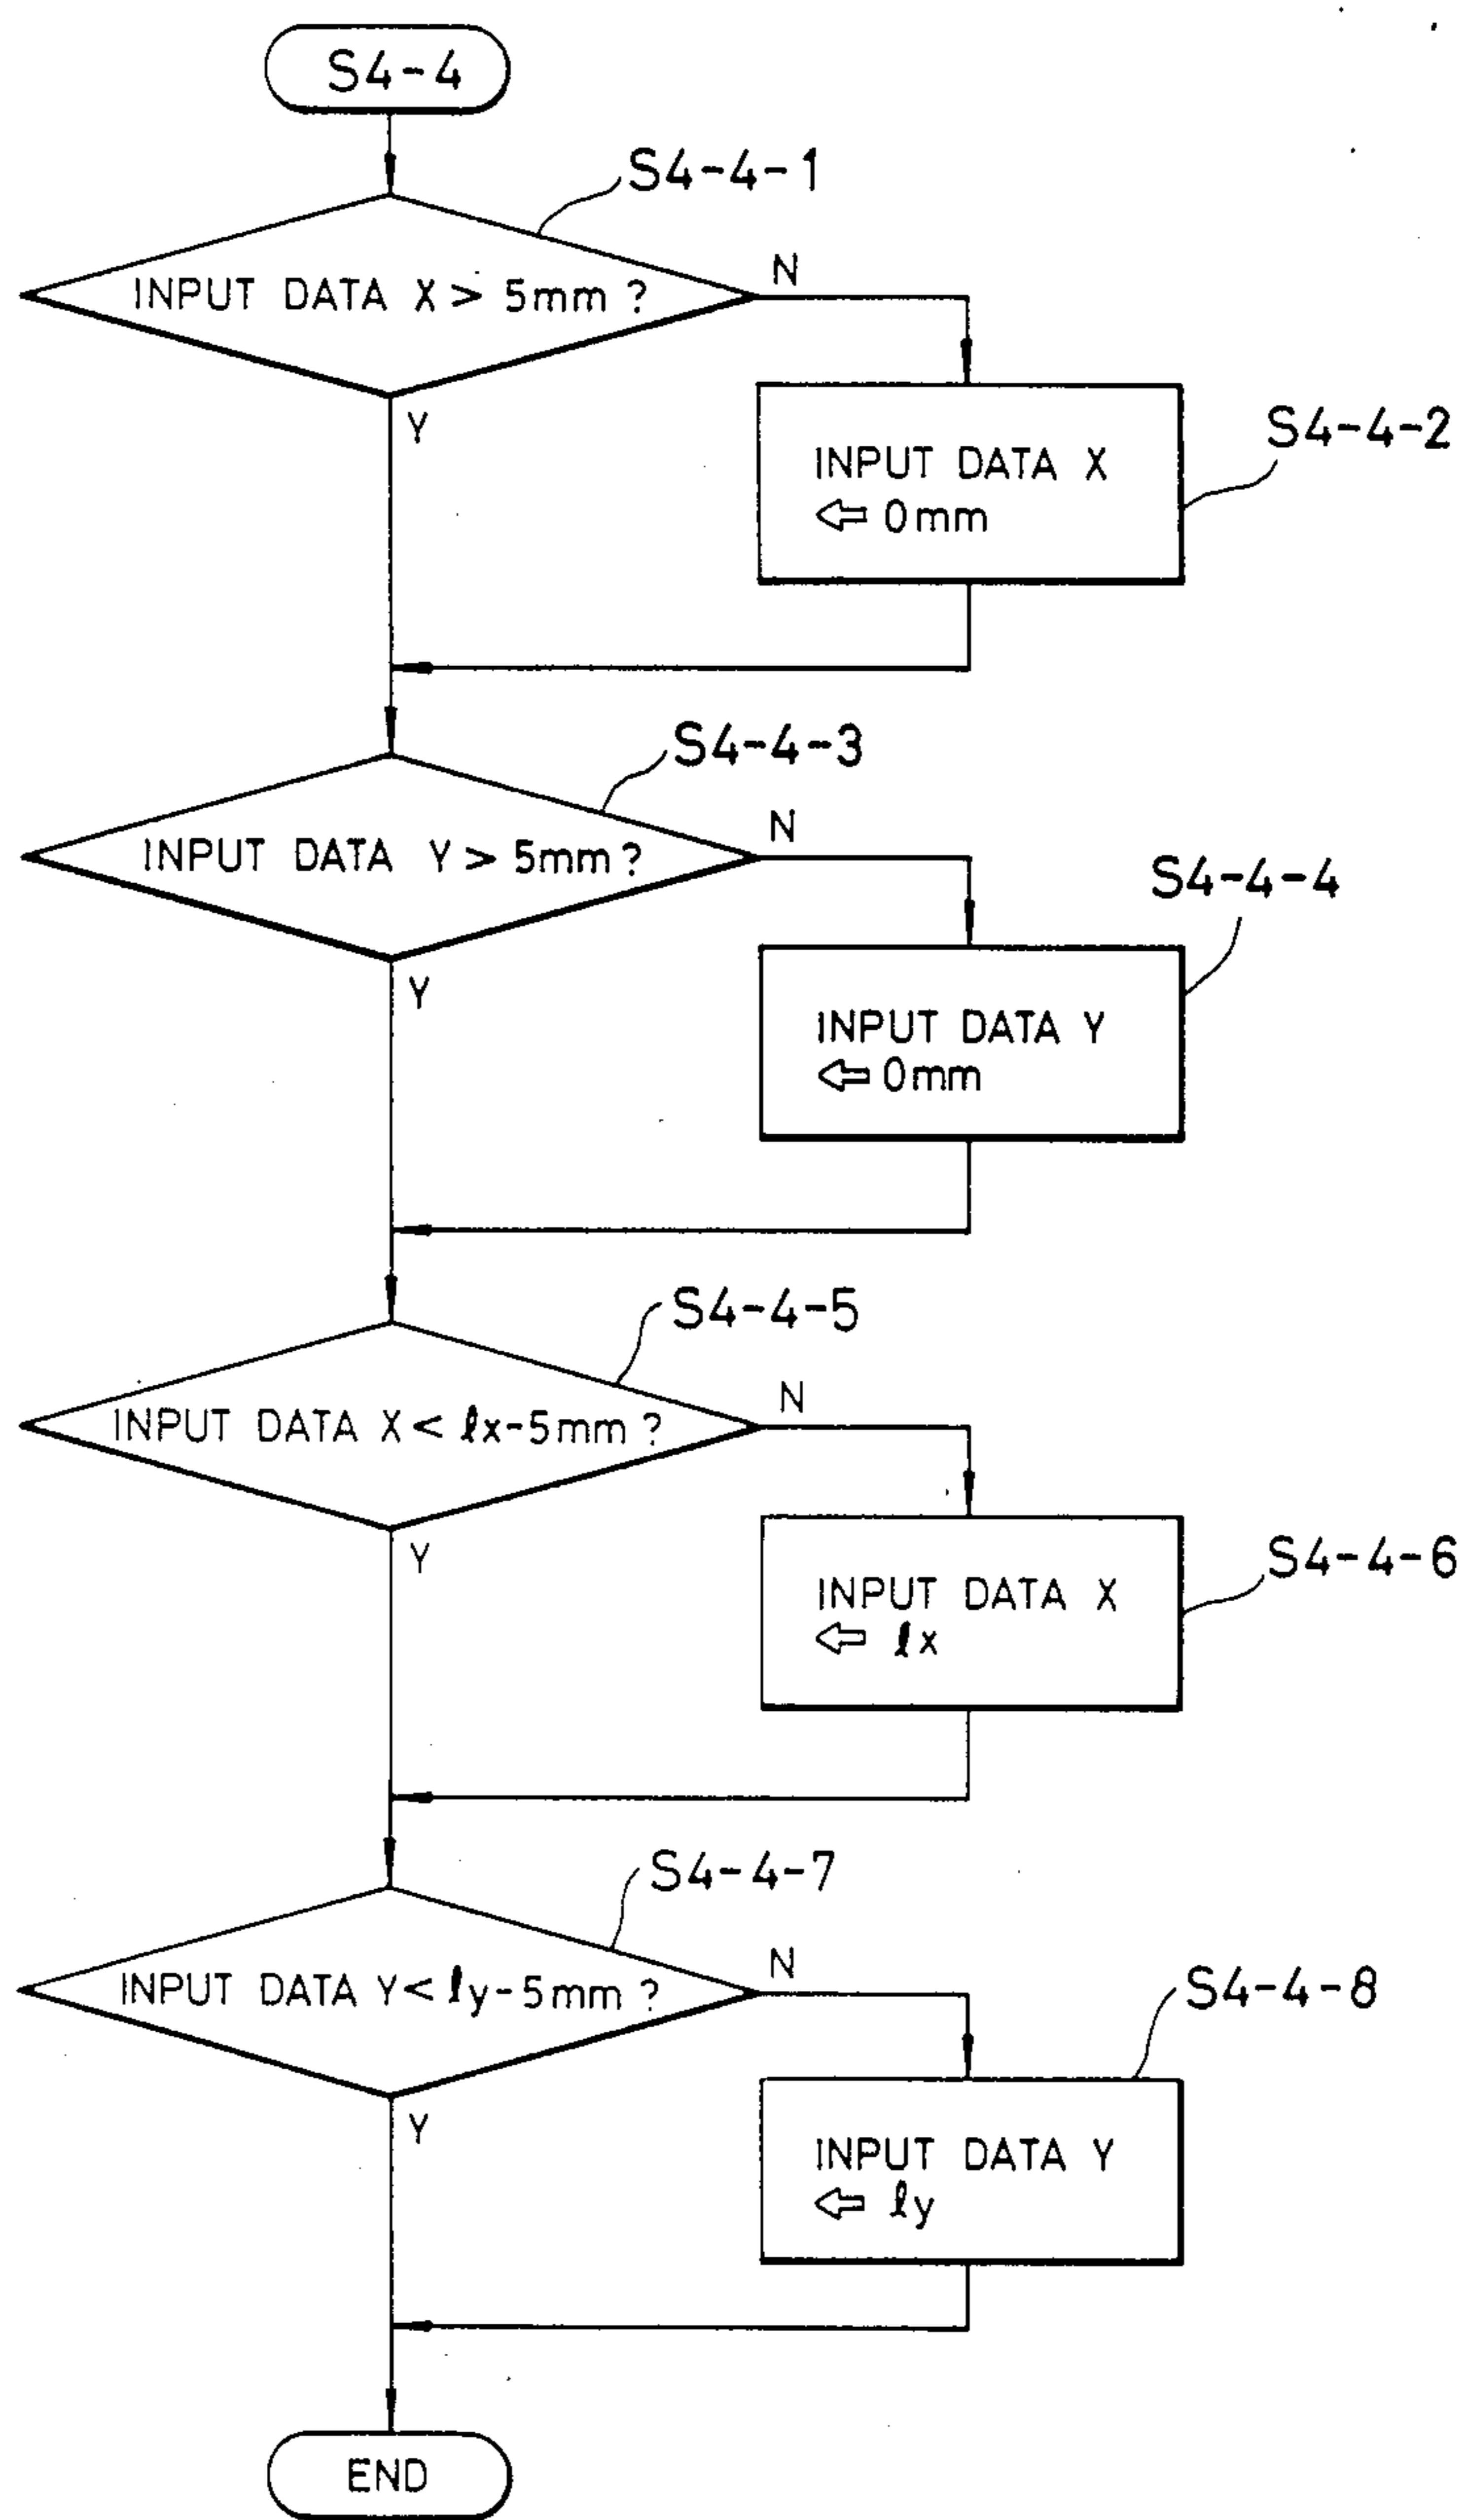 S4-4
S4-4-1
INPUT DATA X > 5mm ?
N
Y
INPUT DATA X
⇦ 0mm
S4-4-2
S4-4-3
INPUT DATA Y > 5mm ?
N
Y
S4-4-4
INPUT DATA Y
⇦ 0mm
S4-4-5
INPUT DATA X < ℓx-5mm ?
N
Y
INPUT DATA X
⇦ ℓx
S4-4-6
S4-4-7
INPUT DATA Y < ℓy-5mm ?
N
Y
S4-4-8
INPUT DATA Y
⇦ ℓy
END